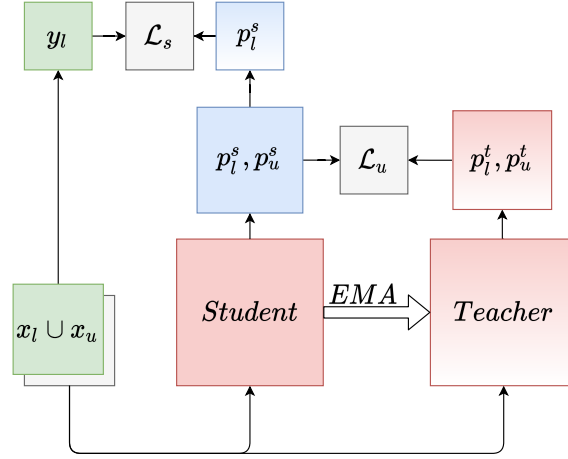 y_l
ℒ_s
p_l^s
p_l^s, p_u^s
ℒ_u
p_l^t, p_u^t
x_l ∪ x_u
Student
EMA
Teacher